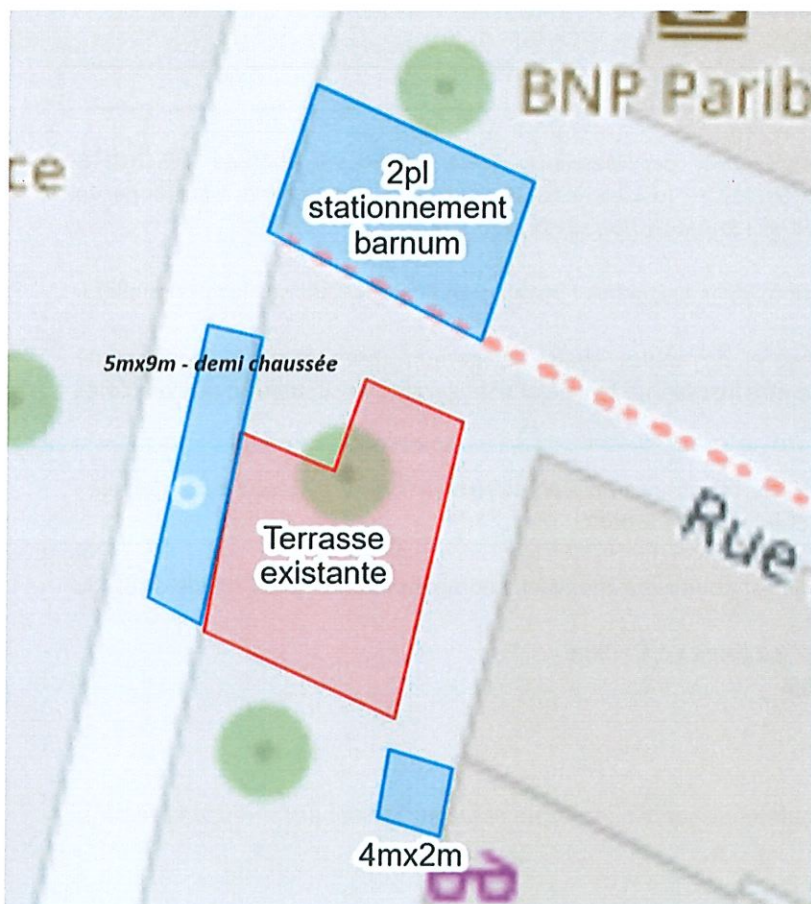 BNP Parib
ce
2pl
stationnement
barnum
5mx9m - demi chaussée
Rue
Terrasse
existante
4mx2m